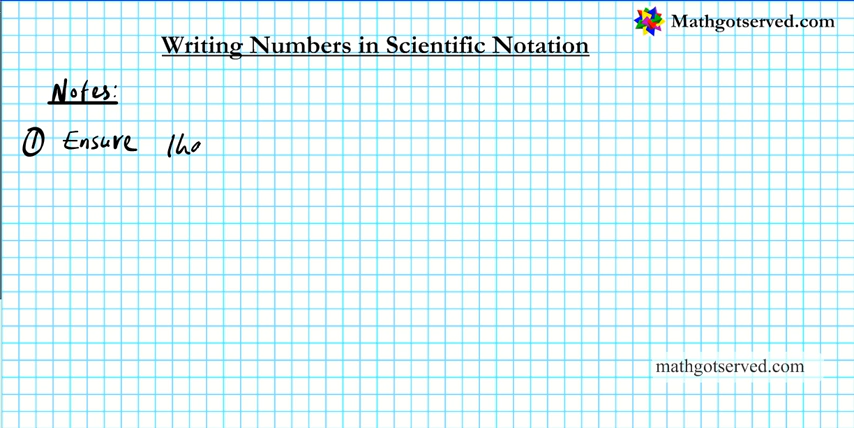 Mathgotserved.com
Writing Numbers in Scientific Notation
Notes:
① Ensure
mathgotserved.com